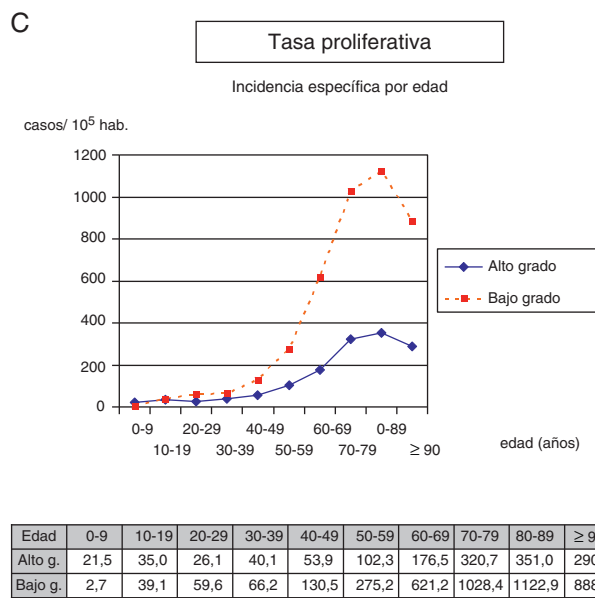 C
Tasa proliferativa
Incidencia específica por edad
casos/ 10⁵ hab.
1200
1000
800
600
400
200
0
Alto grado
Bajo grado
0-9 20-29 40-49 60-69 0-89
10-19 30-39 50-59 70-79 ≥ 90
edad (años)
Edad 0-9 10-19 20-29 30-39 40-49 50-59 60-69 70-79 80-89 ≥ 9
Alto g. 21,5 35,0 26,1 40,1 53,9 102,3 176,5 320,7 351,0 290
Bajo g. 2,7 39,1 59,6 66,2 130,5 275,2 621,2 1028,4 1122,9 888